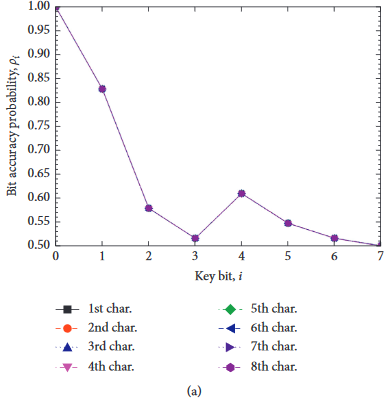 1.00
0.95
0.90
0.85
0.80
0.75
0.70
0.65
0.60
0.55
0.50
Bit accuracy probability, ρi
0 1 2 3 4 5 6 7
Key bit, i
1st char.
2nd char.
3rd char.
4th char.
5th char.
6th char.
7th char.
8th char.
(a)